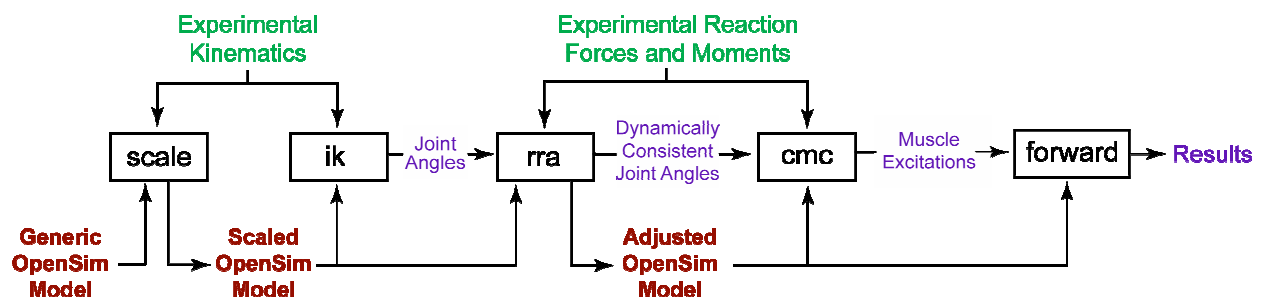 Experimental
Kinematics
Experimental Reaction
Forces and Moments
scale
ik
Joint
Angles
rra
Dynamically
Consistent
Joint Angles
cmc
Muscle
Excitations
forward
Results
Generic
OpenSim
Model
Scaled
OpenSim
Model
Adjusted
OpenSim
Model